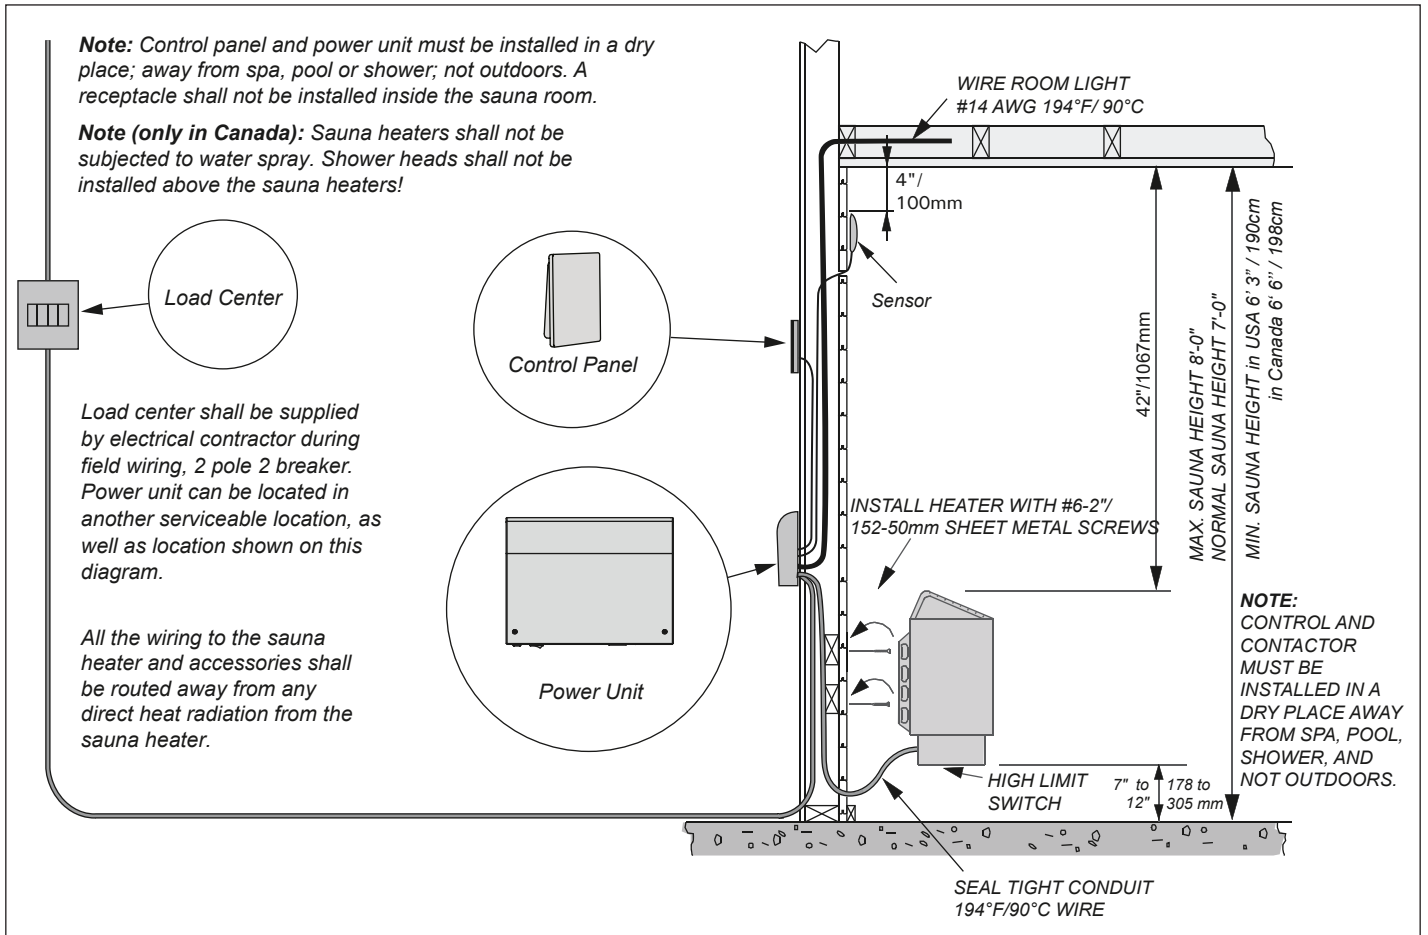 Note: Control panel and power unit must be installed in a dry
place; away from spa, pool or shower; not outdoors. A
receptacle shall not be installed inside the sauna room.
Note (only in Canada): Sauna heaters shall not be
subjected to water spray. Shower heads shall not be
installed above the sauna heaters!
WIRE ROOM LIGHT
#14 AWG 194°F/ 90°C
4"/
100mm
Sensor
Load Center
Control Panel
Load center shall be supplied
by electrical contractor during
field wiring, 2 pole 2 breaker.
Power unit can be located in
another serviceable location, as
well as location shown on this
diagram.
All the wiring to the sauna
heater and accessories shall
be routed away from any
direct heat radiation from the
sauna heater.
Power Unit
INSTALL HEATER WITH #6-2"/
152-50mm SHEET METAL SCREWS
42"/1067mm
MAX. SAUNA HEIGHT 8'-0"
NORMAL SAUNA HEIGHT 7'-0"
MIN. SAUNA HEIGHT in USA 6' 3" / 190cm
in Canada 6' 6'' / 198cm
NOTE:
CONTROL AND
CONTACTOR
MUST BE
INSTALLED IN A
DRY PLACE AWAY
FROM SPA, POOL,
SHOWER, AND
NOT OUTDOORS.
HIGH LIMIT
SWITCH
7" to 178 to
12" 305 mm
SEAL TIGHT CONDUIT
194°F/90°C WIRE